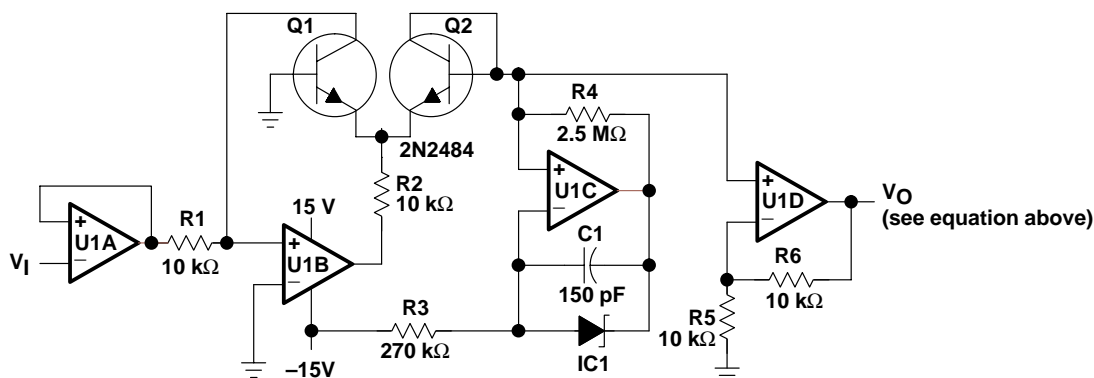 Q1
Q2
R4
2.5 MΩ
2N2484
+
U1C
–
R2
10 kΩ
+
U1D
–
VO
(see equation above)
15 V
R1
10 kΩ
+
U1A
–
VI
+
U1B
–
C1
150 pF
R6
10 kΩ
R5
10 kΩ
R3
270 kΩ
IC1
–15V